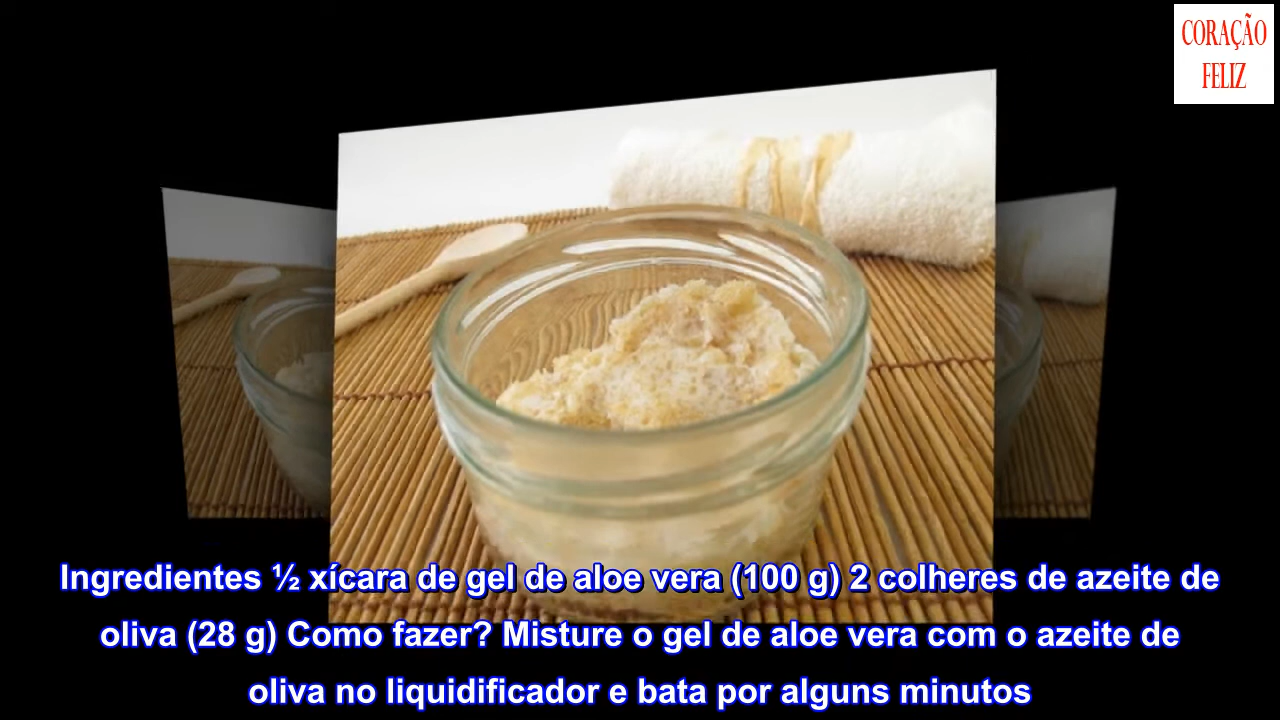 CORAÇÃO
FELIZ
Ingredientes ½ xícara de gel de aloe vera (100 g) 2 colheres de azeite de
oliva (28 g) Como fazer? Misture o gel de aloe vera com o azeite de
oliva no liquidificador e bata por alguns minutos